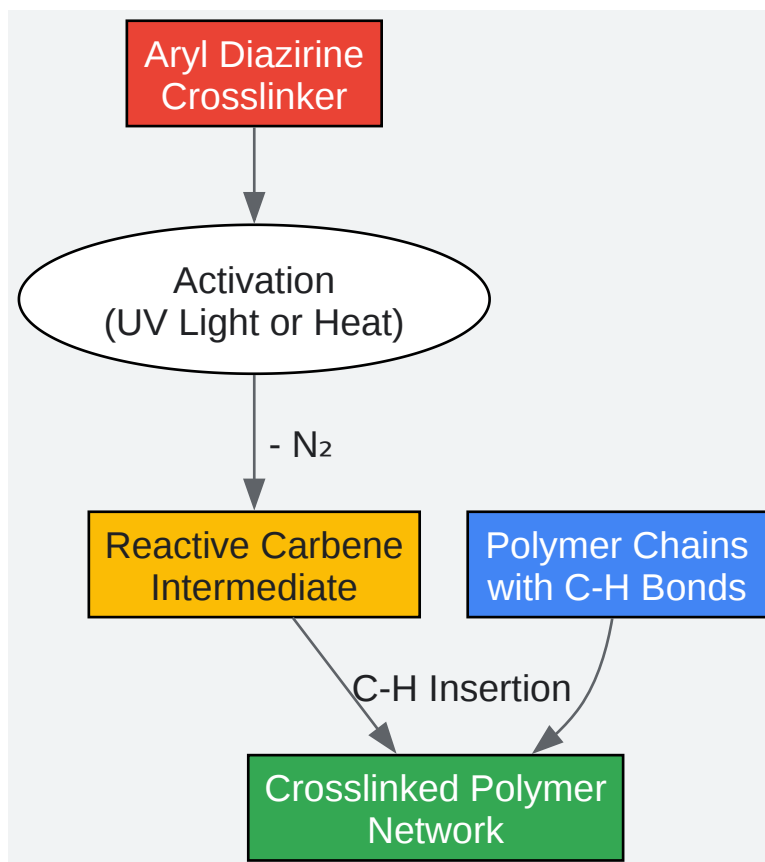 Aryl Diazirine
Crosslinker
Activation
(UV Light or Heat)
- N₂
Reactive Carbene
Intermediate
Polymer Chains
with C-H Bonds
C-H Insertion
Crosslinked Polymer
Network